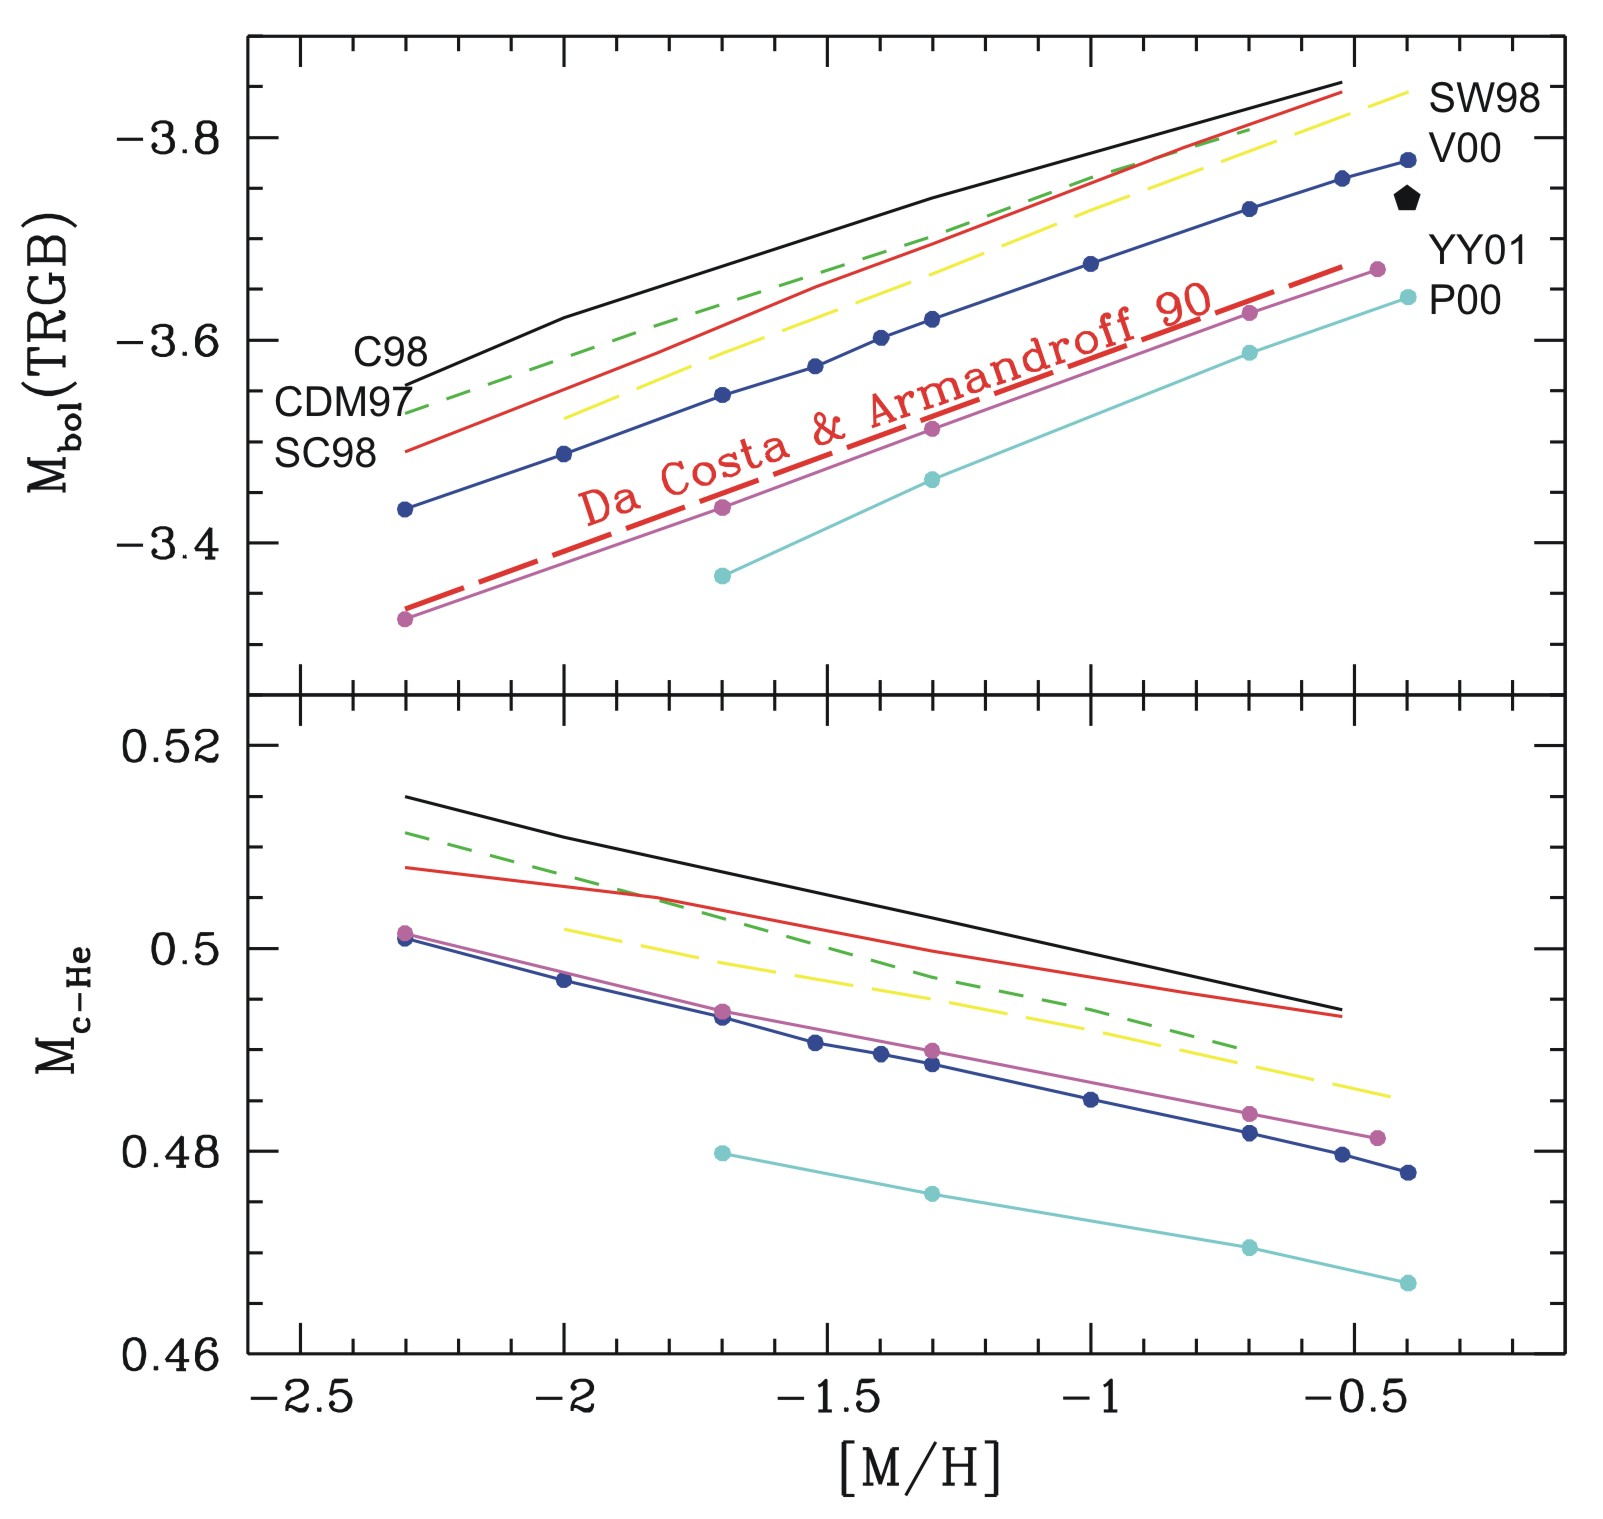 SW98
−3.8
V00
YY01
P00
−3.6
C98
CDM97
SC98
Da Costa & Armandroff 90
−3.4
Mbol(TRGB)
0.52
0.5
0.48
0.46
Mc−He
−2.5 −2 −1.5 −1 −0.5
[M/H]